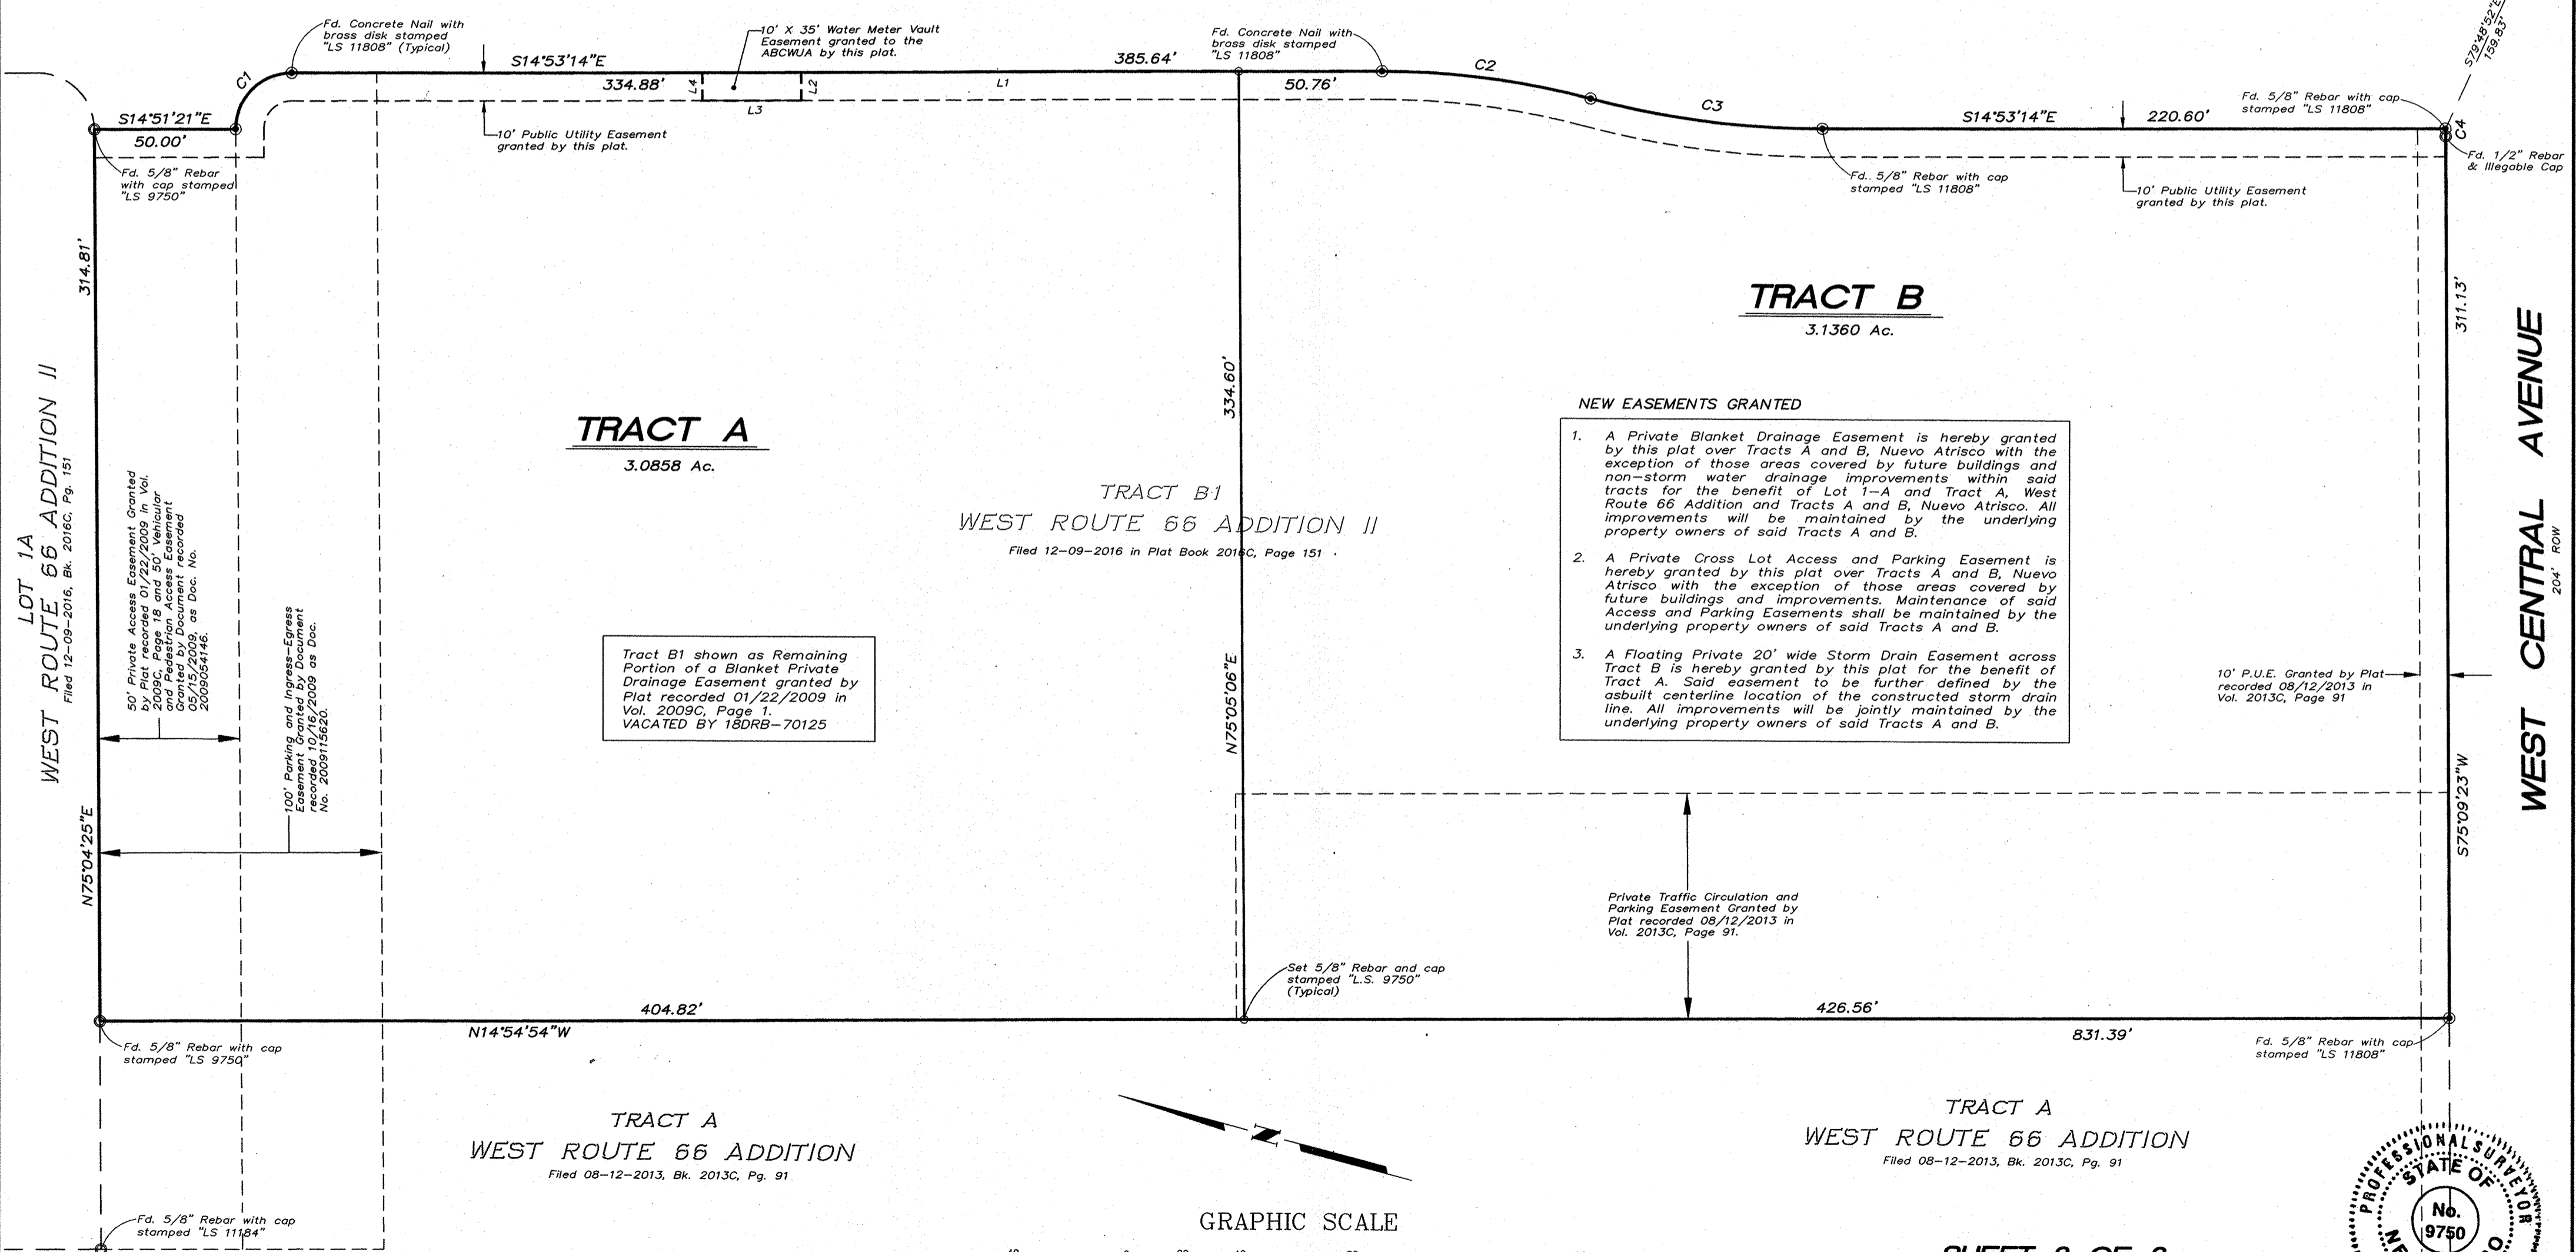 Fd. Concrete Nail with
brass disk stamped
"LS 11808" (Typical)
10' X 35' Water Meter Vault
Easement granted to the
ABCWUA by this plat.
Fd. Concrete Nail with
brass disk stamped
"LS 11808"
S79°48'52"E
159.83'
C1
S14°53'14"E
334.88'
L4
L2
L3
L1
385.64'
50.76'
C2
C3
Fd. 5/8" Rebar with cap
stamped "LS 11808"
S14°53'14"E
220.60'
C4
S14°51'21"E
50.00'
10' Public Utility Easement
granted by this plat.
Fd. 1/2" Rebar
& Illegable Cap
Fd. 5/8" Rebar
with cap stamped
"LS 9750"
Fd. 5/8" Rebar with cap
stamped "LS 11808"
10' Public Utility Easement
granted by this plat.
314.81'
N75°04'25"E
LOT 1A
WEST ROUTE 66 ADDITION II
Filed 12-09-2016, Bk. 2016C, Pg. 151
50' Private Access Easement Granted
by Plat recorded 01/22/2009 in Vol.
2009C, Page 18 and 50' Vehicular
and Pedestrian Access Easement
Granted by Document recorded
05/15/2009, as Doc. No.
2009054146.
100' Parking and Ingress-Egress
Easement Granted by Document
recorded 10/16/2009 as Doc.
No. 2009115620.
TRACT A
3.0858 Ac.
TRACT B1
WEST ROUTE 66 ADDITION II
Filed 12-09-2016 in Plat Book 2016C, Page 151
Tract B1 shown as Remaining
Portion of a Blanket Private
Drainage Easement granted by
Plat recorded 01/22/2009 in
Vol. 2009C, Page 1.
VACATED BY 18DRB-70125
334.60'
N75°05'06"E
TRACT B
3.1360 Ac.
NEW EASEMENTS GRANTED
1. A Private Blanket Drainage Easement is hereby granted
by this plat over Tracts A and B, Nuevo Atrisco with the
exception of those areas covered by future buildings and
non-storm water drainage improvements within said
tracts for the benefit of Lot 1-A and Tract A, West
Route 66 Addition and Tracts A and B, Nuevo Atrisco. All
improvements will be maintained by the underlying
property owners of said Tracts A and B.
2. A Private Cross Lot Access and Parking Easement is
hereby granted by this plat over Tracts A and B, Nuevo
Atrisco with the exception of those areas covered by
future buildings and improvements. Maintenance of said
Access and Parking Easements shall be maintained by the
underlying property owners of said Tracts A and B.
3. A Floating Private 20' wide Storm Drain Easement across
Tract B is hereby granted by this plat for the benefit of
Tract A. Said easement to be further defined by the
asbuilt centerline location of the constructed storm drain
line. All improvements will be jointly maintained by the
underlying property owners of said Tracts A and B.
10' P.U.E. Granted by Plat
recorded 08/12/2013 in
Vol. 2013C, Page 91
311.13'
S75°09'23"W
WEST CENTRAL AVENUE
204' ROW
Private Traffic Circulation and
Parking Easement Granted by
Plat recorded 08/12/2013 in
Vol. 2013C, Page 91.
Set 5/8" Rebar and cap
stamped "L.S. 9750"
(Typical)
404.82'
N14°54'54"W
426.56'
831.39'
Fd. 5/8" Rebar with cap
stamped "LS 9750"
Fd. 5/8" Rebar with cap
stamped "LS 11808"
TRACT A
WEST ROUTE 66 ADDITION
Filed 08-12-2013, Bk. 2013C, Pg. 91
N
TRACT A
WEST ROUTE 66 ADDITION
Filed 08-12-2013, Bk. 2013C, Pg. 91
Fd. 5/8" Rebar with cap
stamped "LS 11184"
GRAPHIC SCALE
PROFESSIONAL SURVEYOR
STATE OF
No.
9750